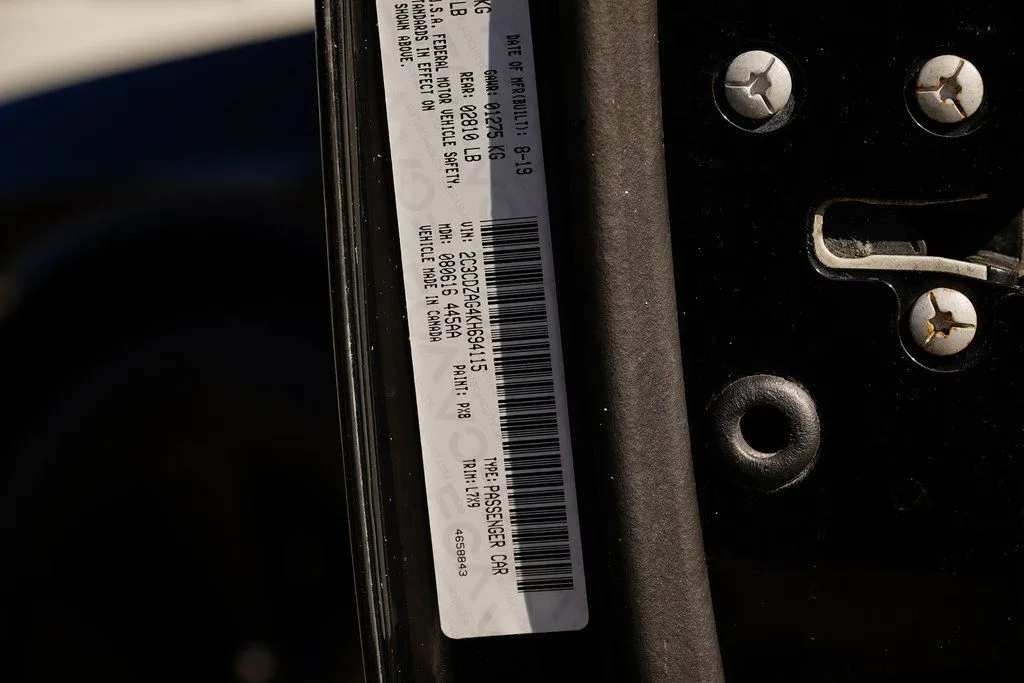 DATE OF MFR(BUILT): 8-19
KG GAWR: 01275 KG
LB REAR: 02810 LB
U.S.A. FEDERAL MOTOR VEHICLE SAFETY,
STANDARDS IN EFFECT ON
SHOWN ABOVE.
VIN: 2C3CDZAG4KH694115 TYPE: PASSENGER CAR
MDH: 080616 445AA PAINT: PX8 TRIM: L7X9
VEHICLE MADE IN CANADA 4658843